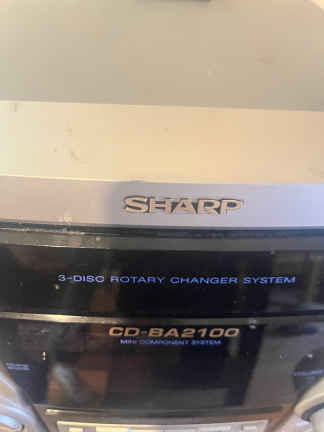 SHARP
3-DISC ROTARY CHANGER SYSTEM
CD-BA2100
MINI COMPONENT SYSTEM